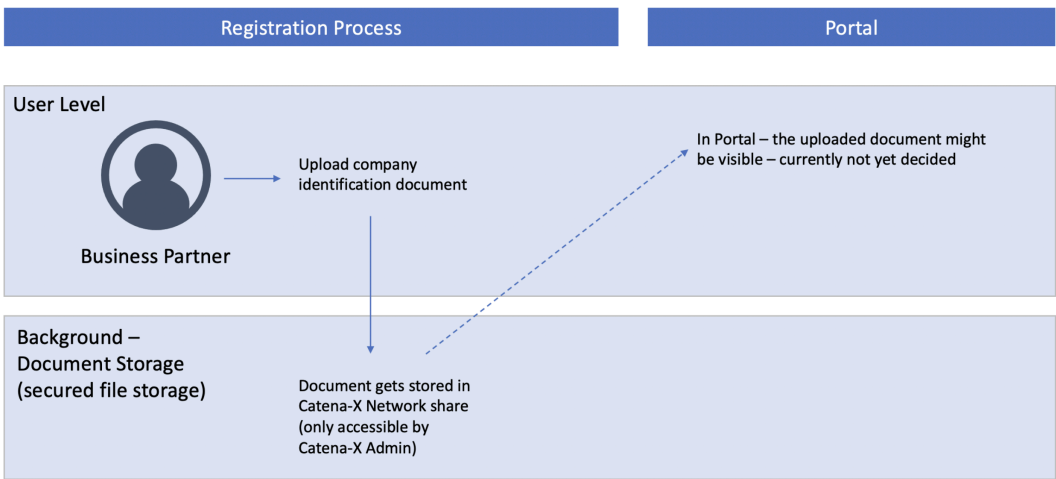 Registration Process
Portal
User Level
Upload company
identification document
In Portal – the uploaded document might
be visible – currently not yet decided
Business Partner
Background –
Document Storage
(secured file storage)
Document gets stored in
Catena-X Network share
(only accessible by
Catena-X Admin)